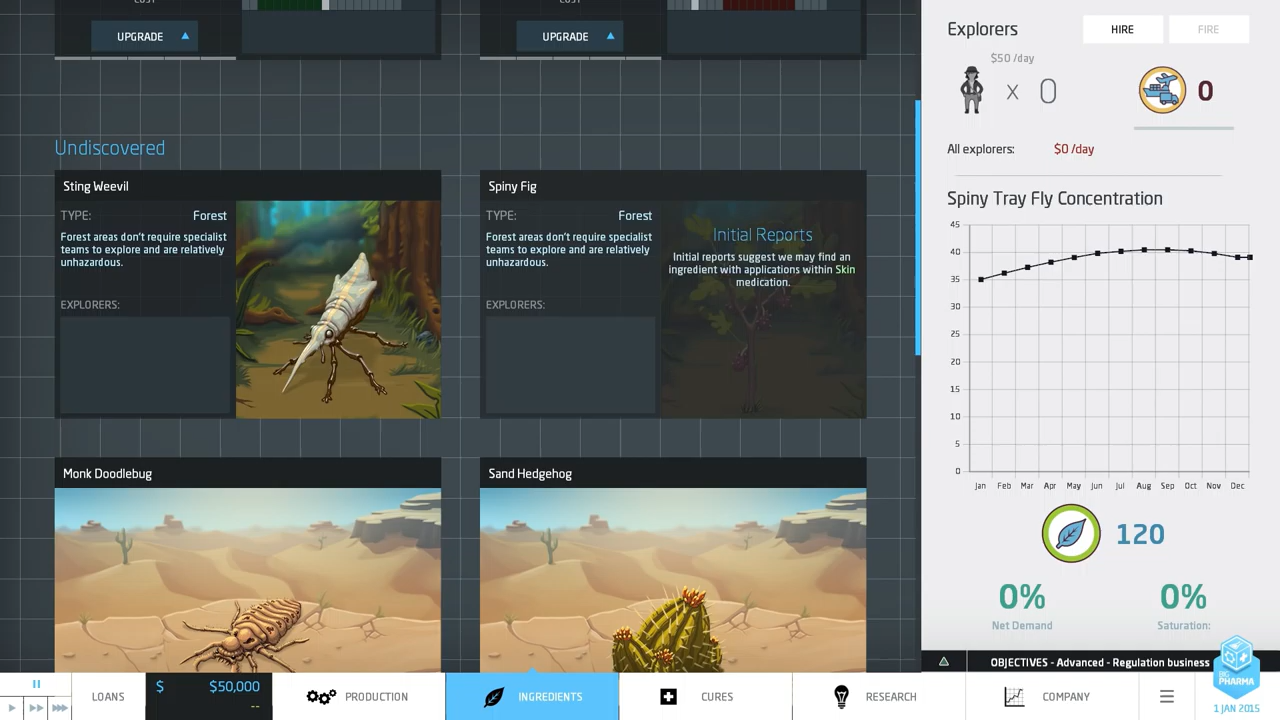 COST
COST
UPGRADE
UPGRADE
Explorers
HIRE
FIRE
$50 /day
X 0
0
All explorers: $0 /day
Undiscovered
Sting Weevil
TYPE: Forest
Forest areas don't require specialist
teams to explore and are relatively
unhazardous.
EXPLORERS:
Spiny Fig
TYPE: Forest
Forest areas don't require specialist
teams to explore and are relatively
unhazardous.
EXPLORERS:
Initial Reports
Initial reports suggest we may find an
ingredient with applications within Skin
medication.
Monk Doodlebug
Sand Hedgehog
Spiny Tray Fly Concentration
45
40
35
30
25
20
15
10
5
0
Jan Feb Mar Apr May Jun Jul Aug Sep Oct Nov Dec
120
0%
Net Demand
0%
Saturation:
OBJECTIVES - Advanced - Regulation business
LOANS
$ $50,000
--
PRODUCTION
INGREDIENTS
CURES
RESEARCH
COMPANY
BIG
PHARMA
1 JAN 2015